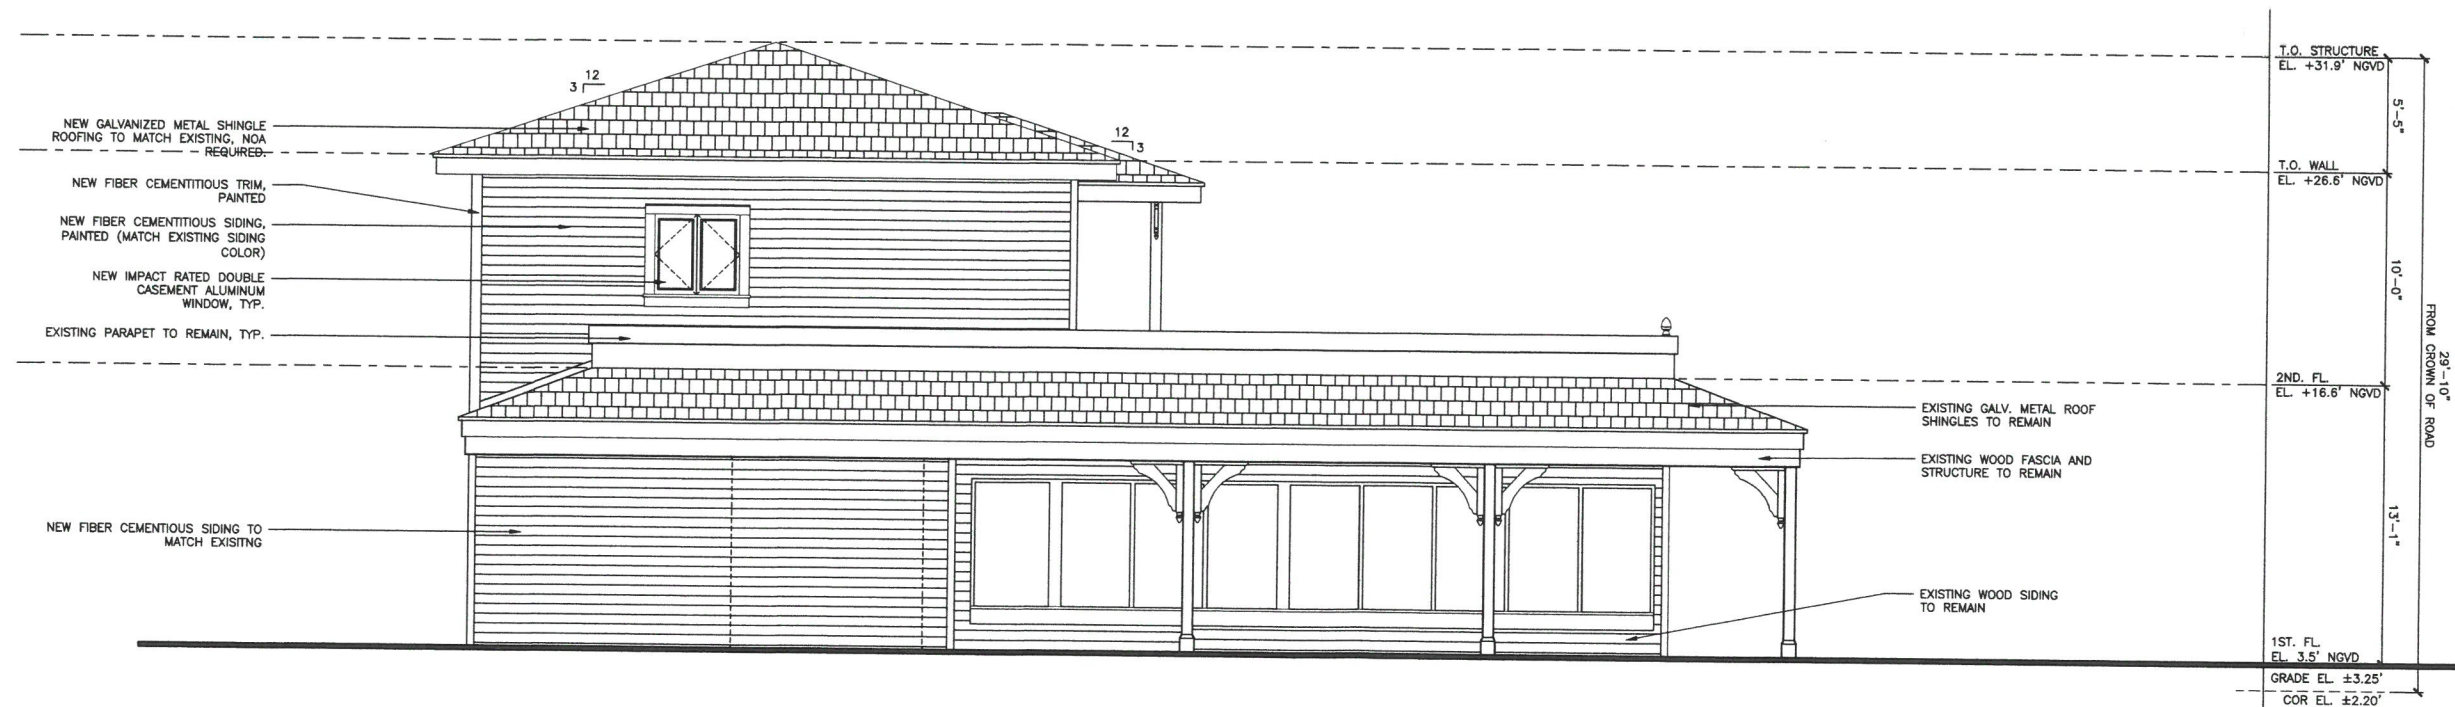 12
3
12
3
NEW GALVANIZED METAL SHINGLE
ROOFING TO MATCH EXISTING, NOA
REQUIRED.
NEW FIBER CEMENTITIOUS TRIM,
PAINTED
NEW FIBER CEMENTITIOUS SIDING,
PAINTED (MATCH EXISTING SIDING
COLOR)
NEW IMPACT RATED DOUBLE
CASEMENT ALUMINUM
WINDOW, TYP.
EXISTING PARAPET TO REMAIN, TYP.
NEW FIBER CEMENTIOUS SIDING TO
MATCH EXISITNG
EXISTING GALV. METAL ROOF
SHINGLES TO REMAIN
EXISTING WOOD FASCIA AND
STRUCTURE TO REMAIN
EXISTING WOOD SIDING
TO REMAIN
T.O. STRUCTURE
EL. +31.9' NGVD
5'-5"
T.O. WALL
EL. +26.6' NGVD
10'-0"
2ND. FL.
EL. +16.6' NGVD
13'-1"
29'-10"
FROM CROWN OF ROAD
1ST. FL.
EL. 3.5' NGVD
GRADE EL. ±3.25'
COR EL. ±2.20'